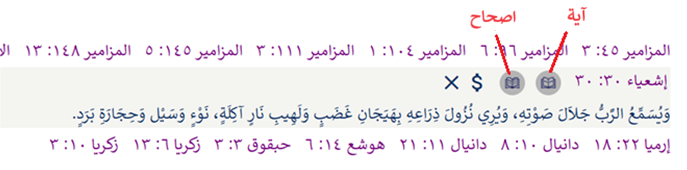 آية
اصحاح
المزامير ٤٥: ٣ المزامير ٩٦: ٦ المزامير ١٠٤: ١ المزامير ١١١: ٣ المزامير ١٤٥: ٥ المزامير ١٤٨: ١٣ الا
إشعياء ٣٠: ٣٠ $ ×
وَيُسَمِّعُ الرَّبُّ جَلاَلَ صَوْتِهِ، وَيُرِي نُزُولَ ذِرَاعِهِ بِهَيَجَانِ غَضَبٍ وَلَهِيبِ نَارٍ آكِلَةٍ، نَوْءٍ وَسَيْل وَحِجَارَةِ بَرَدٍ.
إرميا ٢٢: ١٨ دانيال ١٠: ٨ دانيال ١١: ٢١ هوشع ١٤: ٦ حبقوق ٣: ٣ زكريا ٦: ١٣ زكريا ١٠: ٣